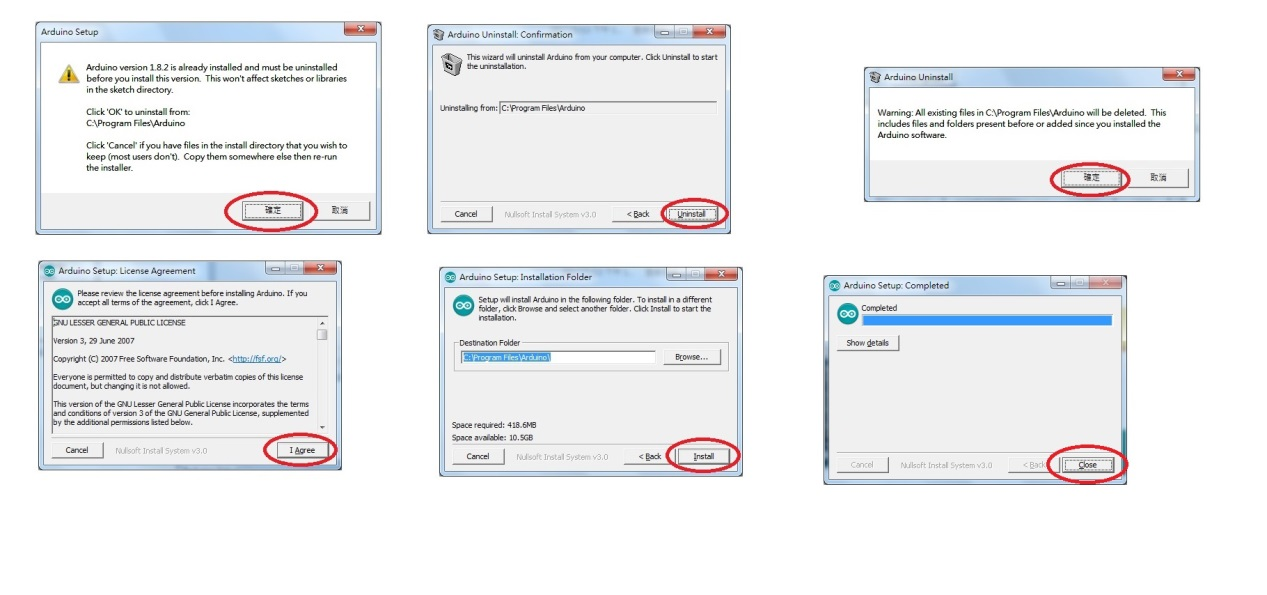 Arduino Setup
Arduino version 1.8.2 is already installed and must be uninstalled
before you install this version. This won't affect sketches or libraries
in the sketch directory.
Click 'OK' to uninstall from:
C:\Program Files\Arduino
Click 'Cancel' if you have files in the install directory that you wish to
keep (most users don't). Copy them somewhere else then re-run
the installer.
確定
取消
Arduino Uninstall: Confirmation
This wizard will uninstall Arduino from your computer. Click Uninstall to start
the uninstallation.
Uninstalling from: C:\Program Files\Arduino
Cancel
Nullsoft Install System v3.0
< Back
Uninstall
Arduino Uninstall
Warning: All existing files in C:\Program Files\Arduino will be deleted. This
includes files and folders present before or added since you installed the
Arduino software.
確定
取消
Arduino Setup: License Agreement
Please review the license agreement before installing Arduino. If you
accept all terms of the agreement, click I Agree.
GNU LESSER GENERAL PUBLIC LICENSE
Version 3, 29 June 2007
Copyright (C) 2007 Free Software Foundation, Inc. <http://fsf.org/>
Everyone is permitted to copy and distribute verbatim copies of this license
document, but changing it is not allowed.
This version of the GNU Lesser General Public License incorporates the terms
and conditions of version 3 of the GNU General Public License, supplemented
by the additional permissions listed below.
Cancel
Nullsoft Install System v3.0
I Agree
Arduino Setup: Installation Folder
Setup will install Arduino in the following folder. To install in a different
folder, click Browse and select another folder. Click Install to start the
installation.
Destination Folder
C:\Program Files\Arduino\
Browse...
Space required: 418.6MB
Space available: 10.5GB
Cancel
Nullsoft Install System v3.0
< Back
Install
Arduino Setup: Completed
Completed
Show details
Cancel
Nullsoft Install System v3.0
< Back
Close